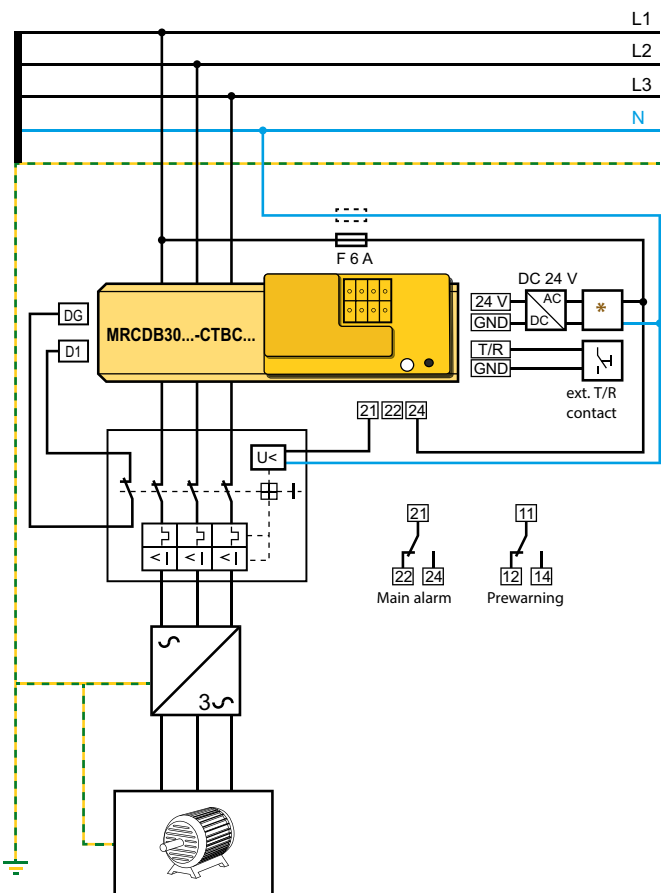 L1
L2
L3
N
F 6 A
DC 24 V
24 V
AC
*
DG
GND
DC
MRCDB30...-CTBC...
D1
T/R
GND
ext. T/R
contact
21 22 24
U<
< I < I < I
21
11
22 24
12 14
Main alarm
Prewarning
3